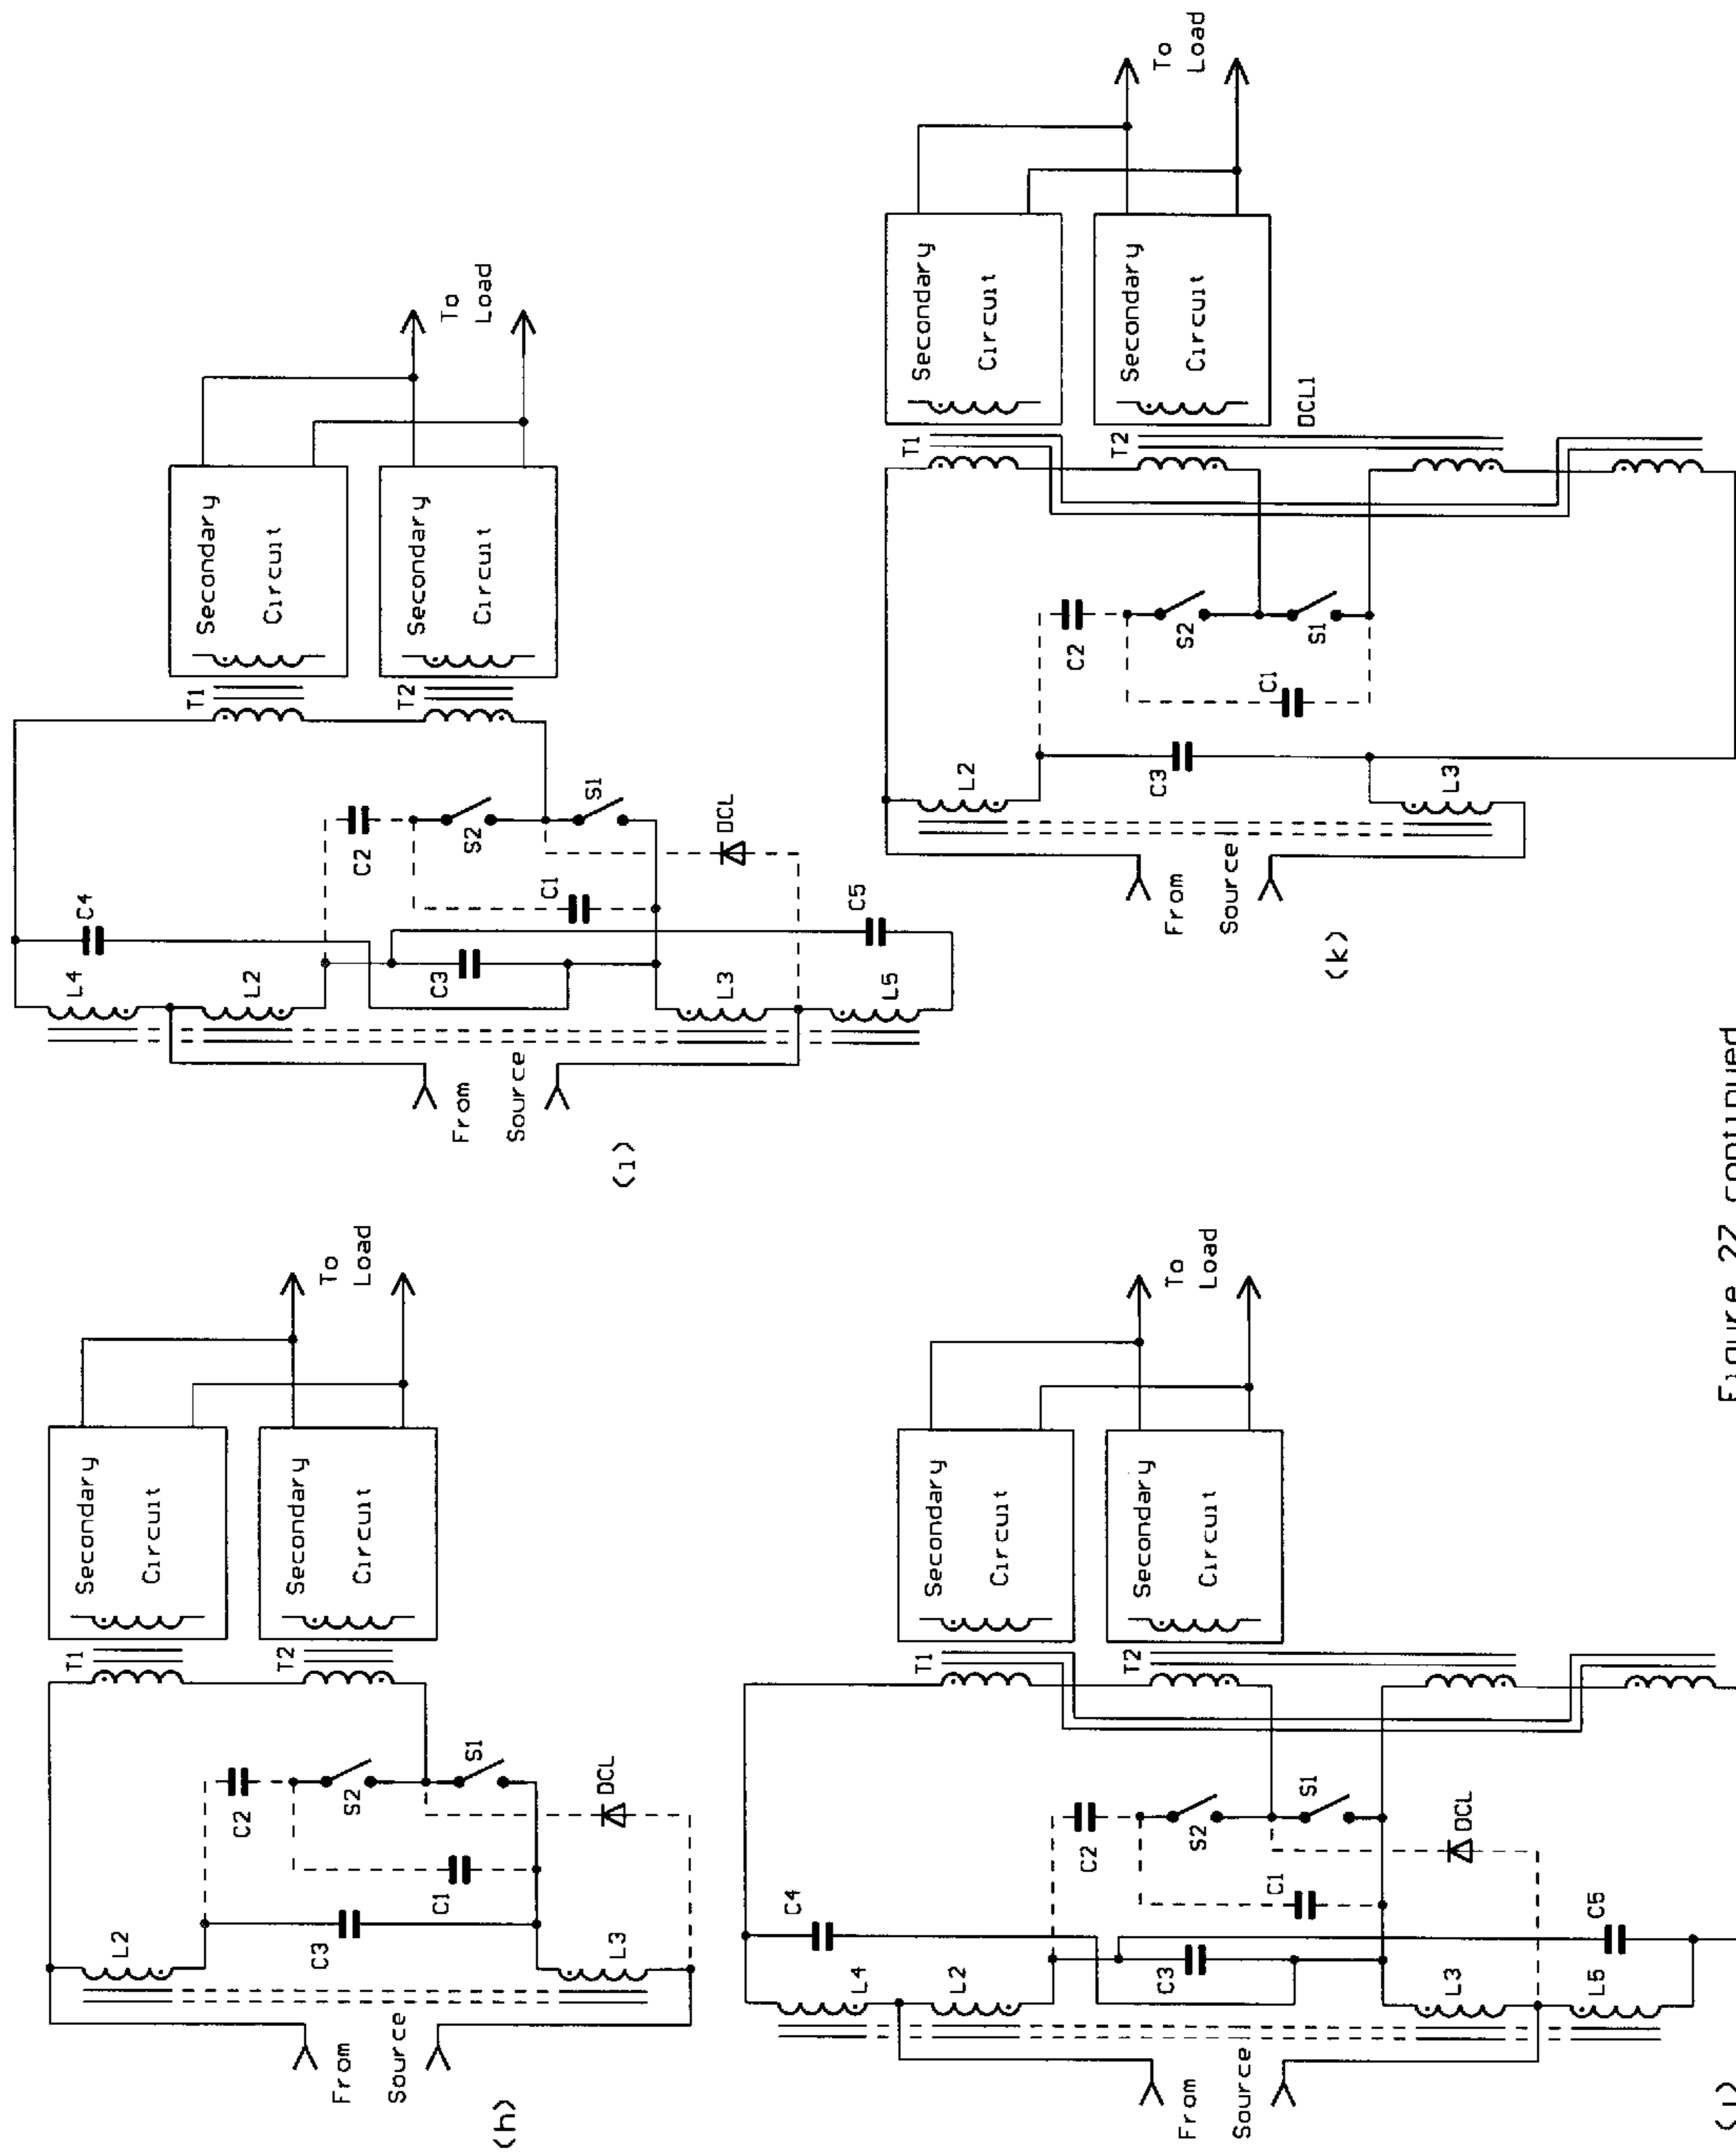 T1
Secondary
Circuit
L2
C2
T2
Secondary
Circuit
To
Load
S2
C3
C1
S1
From
Source
DCL
L3
(h)
L4
C4
T1
Secondary
Circuit
L2
C2
T2
Secondary
Circuit
To
Load
S2
C3
C1
S1
From
Source
DCL
L3
C5
L5
(ı)
L4
C4
T1
Secondary
Circuit
L2
C2
T2
Secondary
Circuit
To
Load
S2
C3
C1
S1
From
Source
DCL
L3
C5
L5
T1
Secondary
Circuit
L2
C2
T2
Secondary
Circuit
To
Load
S2
C3
C1
S1
DCL1
From
Source
L3
(k)
Fıgure
continued